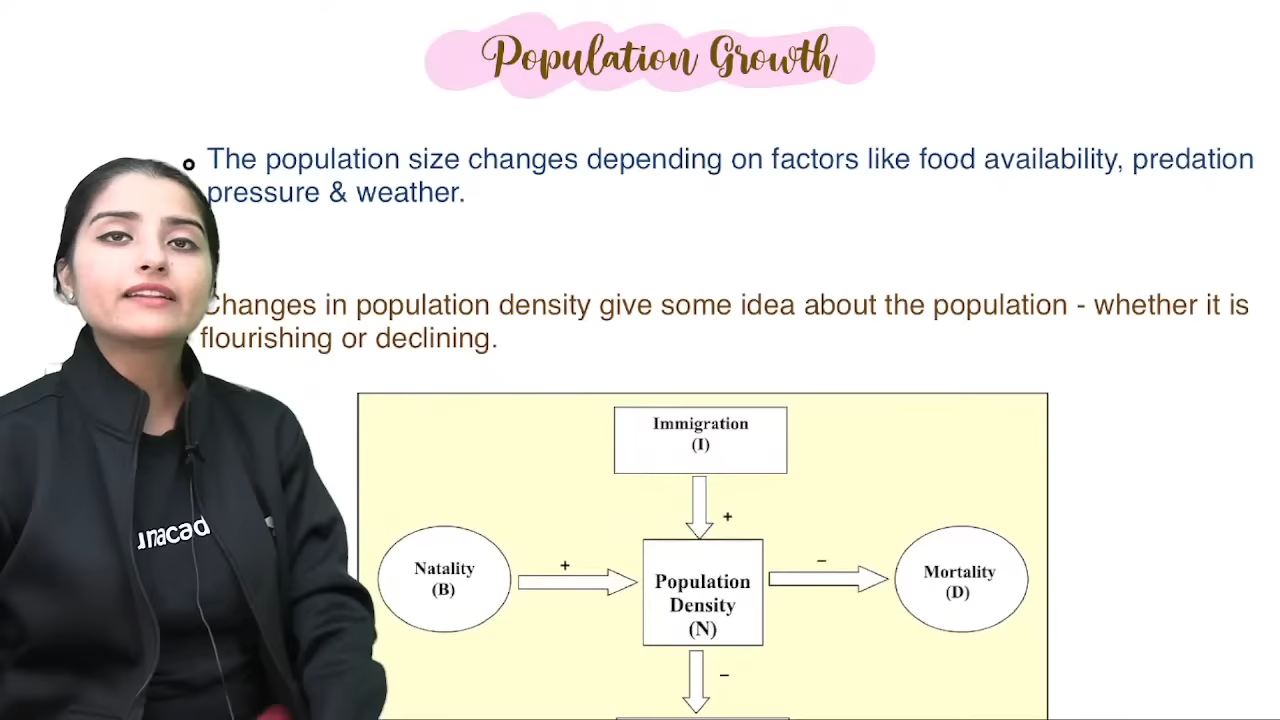 Population Growth
The population size changes depending on factors like food availability, predation
pressure & weather.
Changes in population density give some idea about the population - whether it is
flourishing or declining.
Immigration
(I)
+
Natality
(B)
+
Population
Density
(N)
–
Mortality
(D)
–
unacad